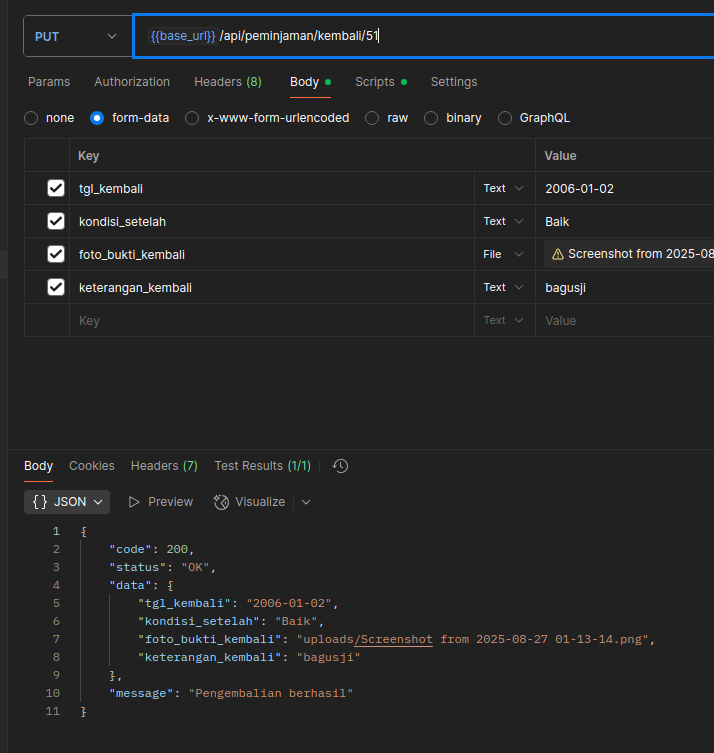 PUT {{base_url}} /api/peminjaman/kembali/51
Params Authorization Headers (8) Body Scripts Settings
none form-data x-www-form-urlencoded raw binary GraphQL
Key Value
tgl_kembali Text 2006-01-02
kondisi_setelah Text Baik
foto_bukti_kembali File Screenshot from 2025-08
keterangan_kembali Text bagusji
Key Text Value
Body Cookies Headers (7) Test Results (1/1)
{} JSON Preview Visualize
1 {
2 "code": 200,
3 "status": "OK",
4 "data": {
5 "tgl_kembali": "2006-01-02",
6 "kondisi_setelah": "Baik",
7 "foto_bukti_kembali": "uploads/Screenshot from 2025-08-27 01-13-14.png",
8 "keterangan_kembali": "bagusji"
9 },
10 "message": "Pengembalian berhasil"
11 }